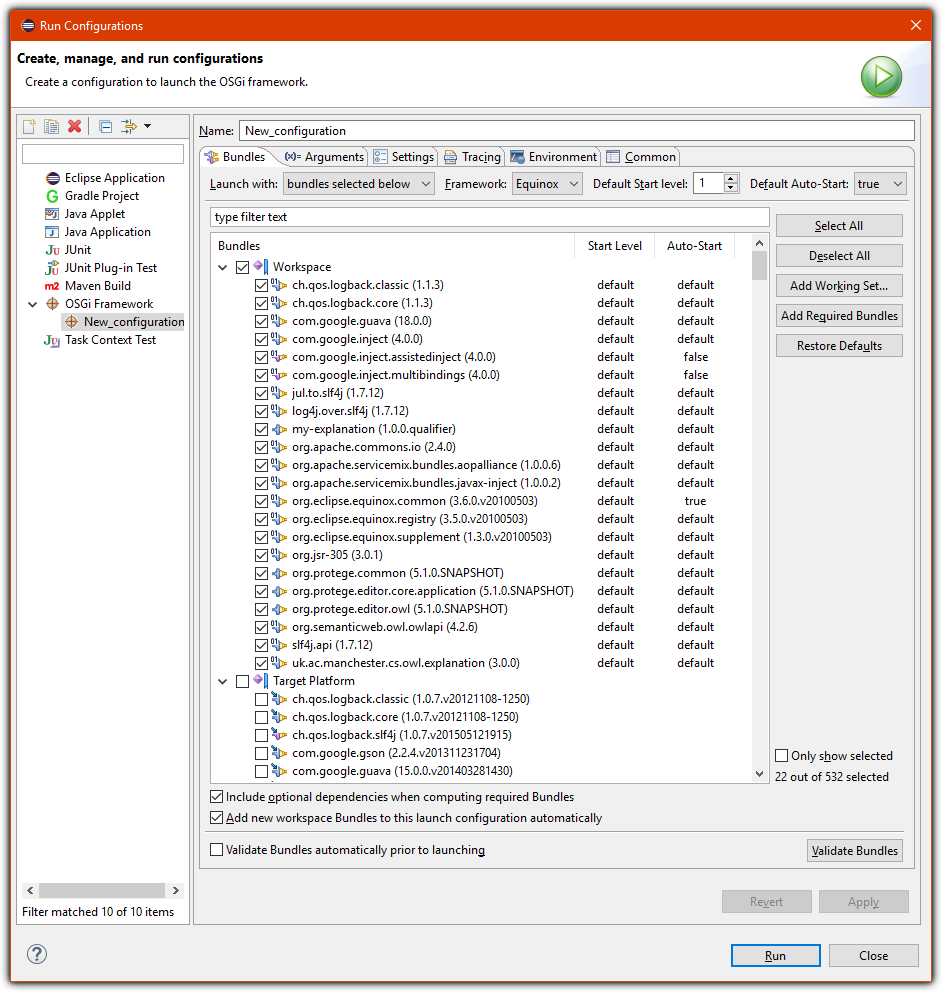 Run Configurations
Create, manage, and run configurations
Create a configuration to launch the OSGi framework.
Eclipse Application
Gradle Project
Java Applet
Java Application
JUnit
JUnit Plug-in Test
Maven Build
OSGi Framework
New_configuration
Task Context Test
Filter matched 10 of 10 items
Name: New_configuration
Bundles Arguments Settings Tracing Environment Common
Launch with: bundles selected below Framework: Equinox Default Start level: 1 Default Auto-Start: true
type filter text
Bundles Start Level Auto-Start
Workspace
ch.qos.logback.classic (1.1.3) default default
ch.qos.logback.core (1.1.3) default default
com.google.guava (18.0.0) default default
com.google.inject (4.0.0) default default
com.google.inject.assistedinject (4.0.0) default false
com.google.inject.multibindings (4.0.0) default false
jul.to.slf4j (1.7.12) default default
log4j.over.slf4j (1.7.12) default default
my-explanation (1.0.0.qualifier) default default
org.apache.commons.io (2.4.0) default default
org.apache.servicemix.bundles.aopalliance (1.0.0.6) default default
org.apache.servicemix.bundles.javax-inject (1.0.0.2) default default
org.eclipse.equinox.common (3.6.0.v20100503) default true
org.eclipse.equinox.registry (3.5.0.v20100503) default default
org.eclipse.equinox.supplement (1.3.0.v20100503) default default
org.jsr-305 (3.0.1) default default
org.protege.common (5.1.0.SNAPSHOT) default default
org.protege.editor.core.application (5.1.0.SNAPSHOT) default default
org.protege.editor.owl (5.1.0.SNAPSHOT) default default
org.semanticweb.owl.owlapi (4.2.6) default default
slf4j.api (1.7.12) default default
uk.ac.manchester.cs.owl.explanation (3.0.0) default default
Target Platform
ch.qos.logback.classic (1.0.7.v20121108-1250)
ch.qos.logback.core (1.0.7.v20121108-1250)
ch.qos.logback.slf4j (1.0.7.v201505121915)
com.google.gson (2.2.4.v201311231704)
com.google.guava (15.0.0.v201403281430)
Select All
Deselect All
Add Working Set...
Add Required Bundles
Restore Defaults
Only show selected
22 out of 532 selected
Include optional dependencies when computing required Bundles
Add new workspace Bundles to this launch configuration automatically
Validate Bundles automatically prior to launching
Validate Bundles
Revert Apply
Run Close